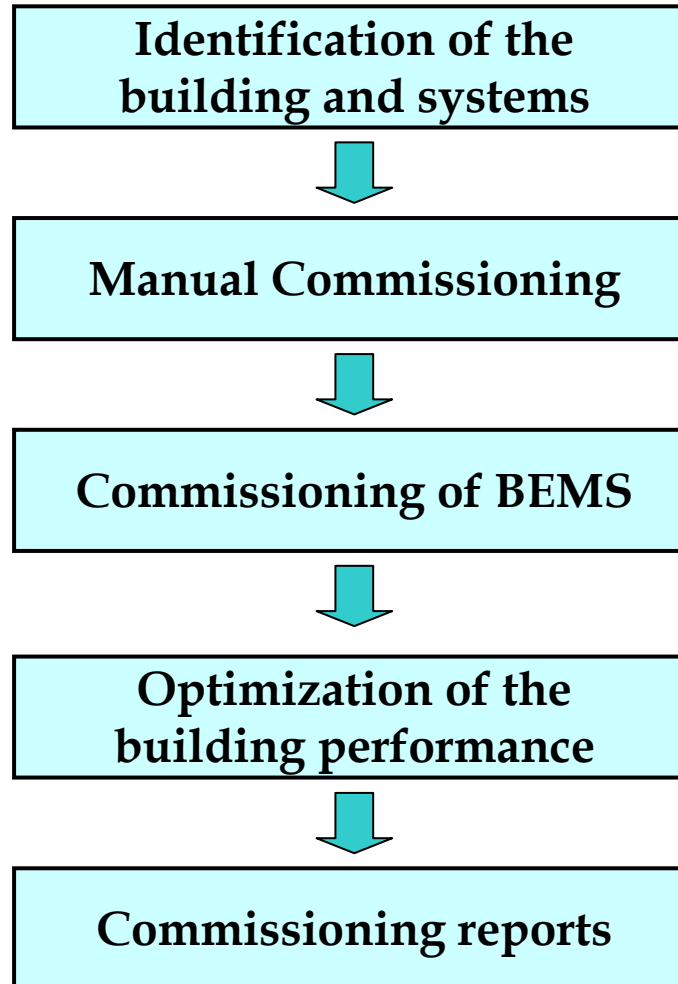 Identification of the
building and systems
Manual Commissioning
Commissioning of BEMS
Optimization of the
building performance
Commissioning reports